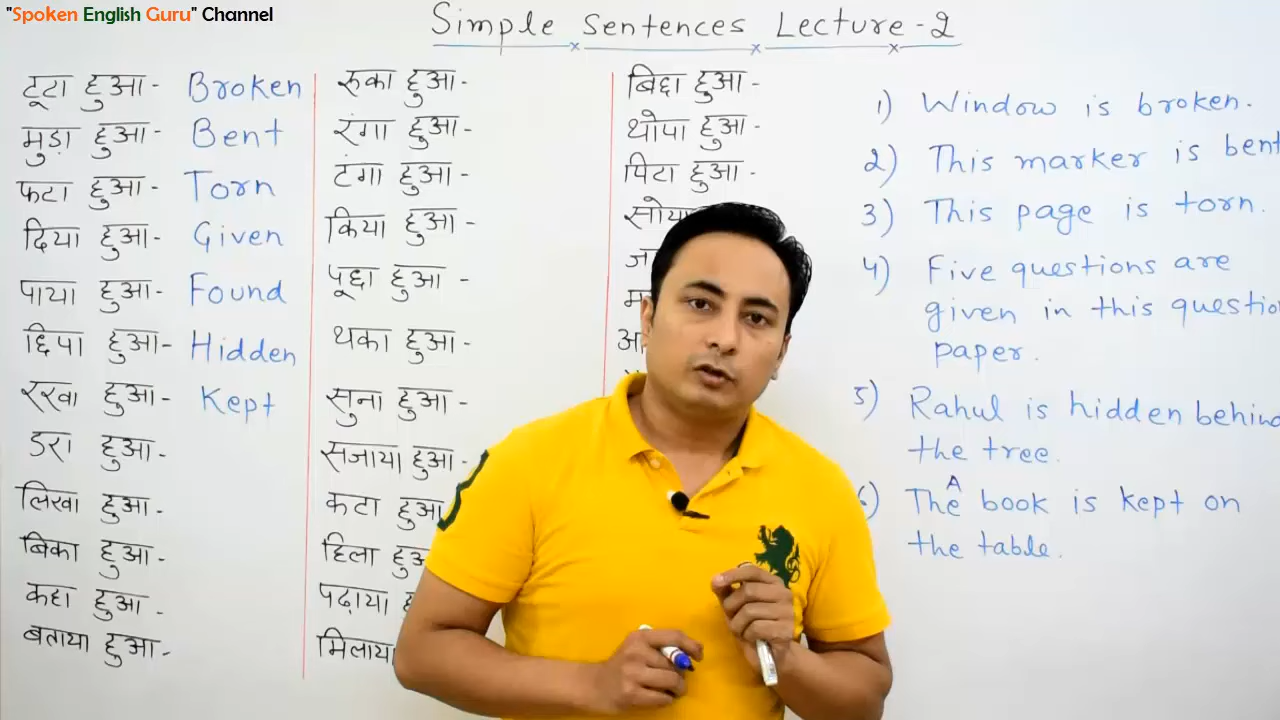 "Spoken English Guru" Channel
Simple Sentences Lecture-2
टूटा हुआ- Broken
मुड़ा हुआ- Bent
फटा हुआ- Torn
दिया हुआ- Given
पाया हुआ- Found
छिपा हुआ- Hidden
रखा हुआ- Kept
डरा हुआ-
लिखा हुआ-
बिका हुआ-
कहा हुआ-
बताया हुआ-
रुका हुआ-
रंगा हुआ-
टंगा हुआ-
किया हुआ-
पूछा हुआ-
थका हुआ-
सुना हुआ-
सजाया हुआ-
कटा हुआ
हिला हुआ
पढ़ाया
मिलाया
बिछा हुआ-
थोपा हुआ-
पिटा हुआ-
सोया
1) Window is broken.
2) This marker is bent
3) This page is torn.
4) Five questions are
given in this questio
paper.
5) Rahul is hidden behind
the tree.
A
6) The book is kept on
the table.